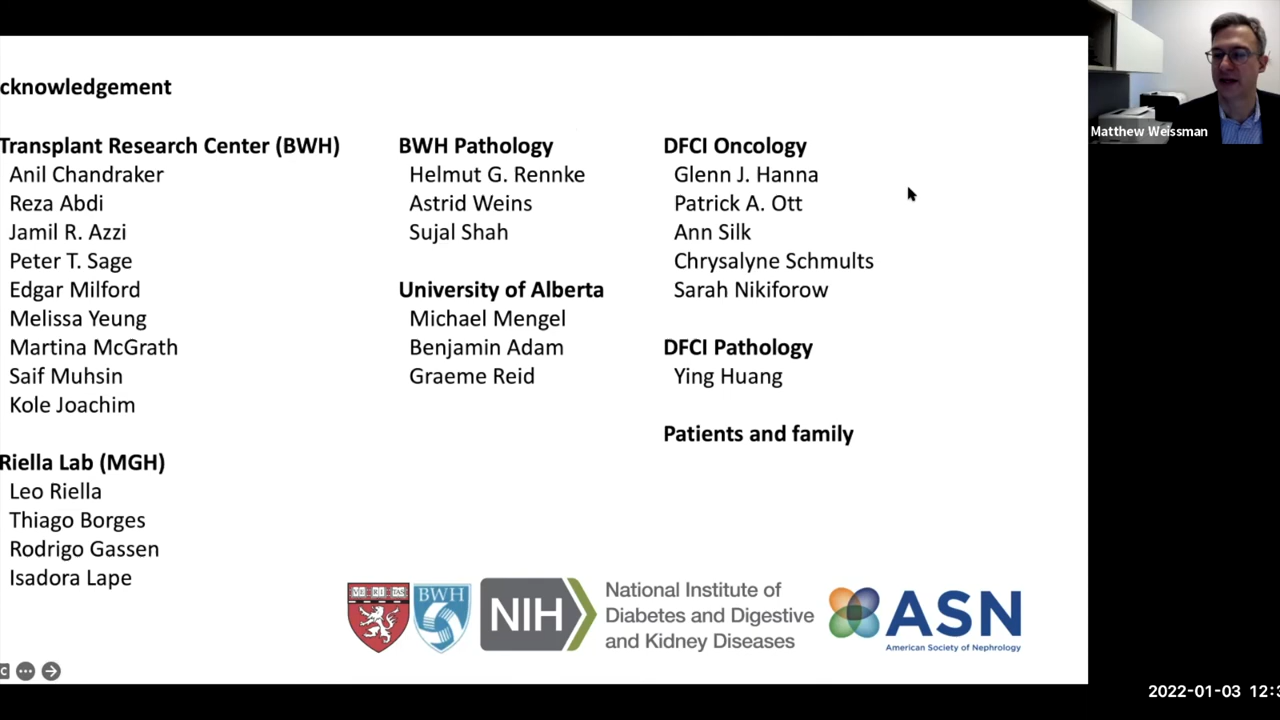 cknowledgement
Transplant Research Center (BWH)
Anil Chandraker
Reza Abdi
Jamil R. Azzi
Peter T. Sage
Edgar Milford
Melissa Yeung
Martina McGrath
Saif Muhsin
Kole Joachim
Riella Lab (MGH)
Leo Riella
Thiago Borges
Rodrigo Gassen
Isadora Lape
BWH Pathology
Helmut G. Rennke
Astrid Weins
Sujal Shah
University of Alberta
Michael Mengel
Benjamin Adam
Graeme Reid
DFCI Oncology
Glenn J. Hanna
Patrick A. Ott
Ann Silk
Chrysalyne Schmults
Sarah Nikiforow
DFCI Pathology
Ying Huang
Patients and family
VE RI TAS
BWH
NIH
National Institute of
Diabetes and Digestive
and Kidney Diseases
ASN
American Society of Nephrology
Matthew Weissman
2022-01-03 12:3